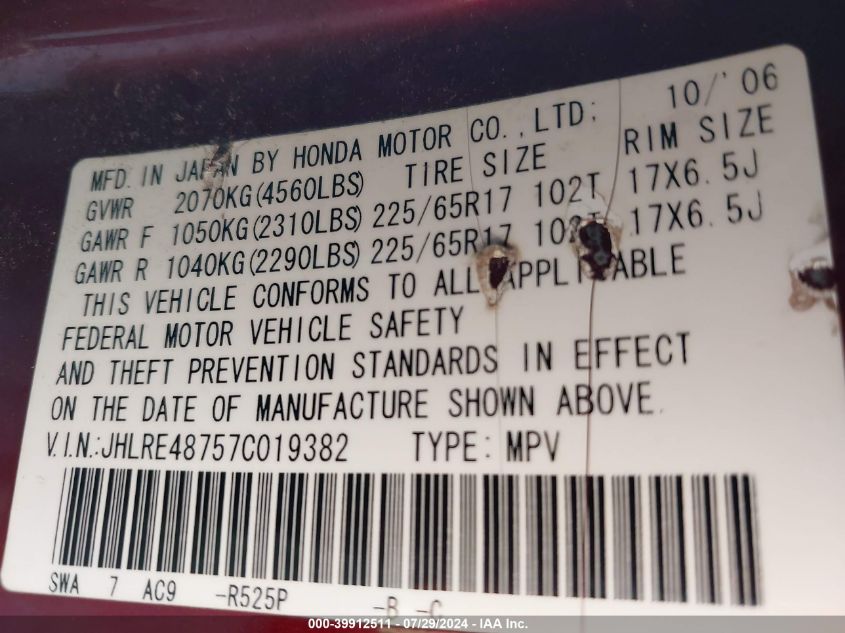 MFD. IN JAPAN BY HONDA MOTOR CO., LTD; 10/'06
GVWR 2070KG(4560LBS) TIRE SIZE RIM SIZE
GAWR F 1050KG(2310LBS) 225/65R17 102T 17X6.5J
GAWR R 1040KG(2290LBS) 225/65R17 102T 17X6.5J
THIS VEHICLE CONFORMS TO ALL APPLICABLE
FEDERAL MOTOR VEHICLE SAFETY
AND THEFT PREVENTION STANDARDS IN EFFECT
ON THE DATE OF MANUFACTURE SHOWN ABOVE.
V.I.N.:JHLRE48757C019382 TYPE: MPV
SWA 7 AC9 -R525P -B -C
000-39912511 - 07/29/2024 - IAA Inc.